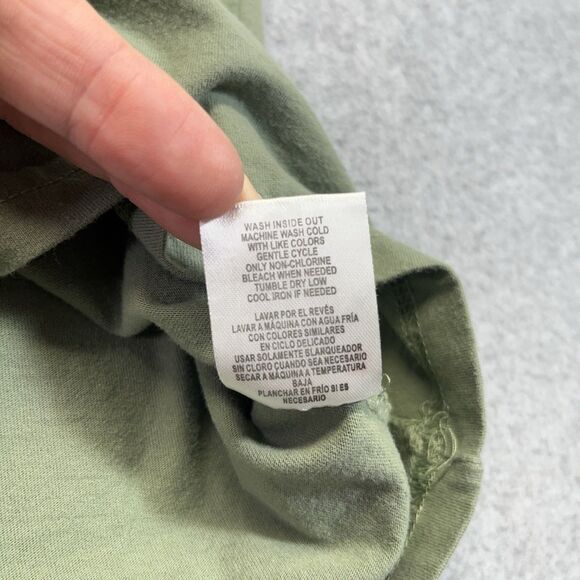 WASH INSIDE OUT
MACHINE WASH COLD
WITH LIKE COLORS
GENTLE CYCLE
ONLY NON-CHLORINE
BLEACH WHEN NEEDED
TUMBLE DRY LOW
COOL IRON IF NEEDED
LAVAR POR EL REVÉS
LAVAR A MÁQUINA CON AGUA FRÍA
CON COLORES SIMILARES
EN CICLO DELICADO
USAR SOLAMENTE BLANQUEADOR
SIN CLORO CUANDO SEA NECESARIO
SECAR A MÁQUINA A TEMPERATURA
BAJA
PLANCHAR EN FRÍO SI ES
NECESARIO